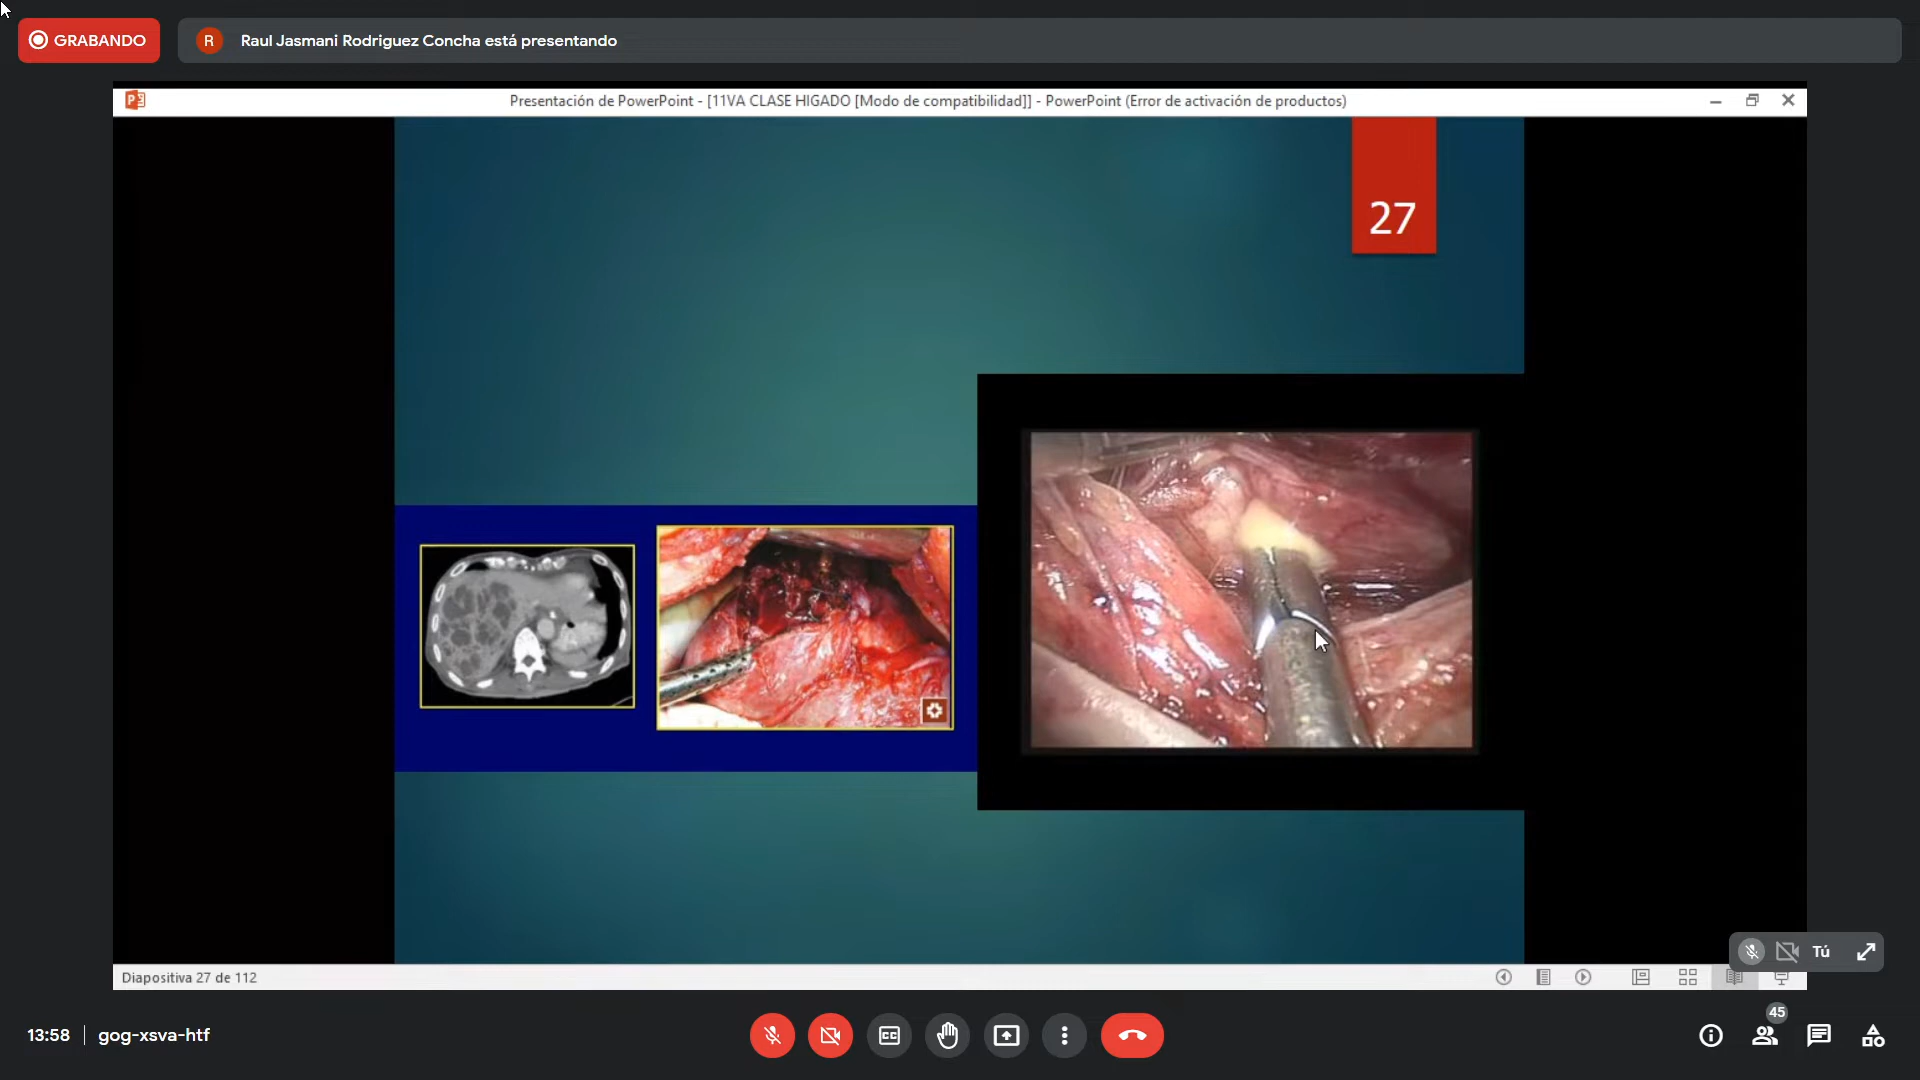 GRABANDO
R
Raul Jasmani Rodriguez Concha está presentando
Presentación de PowerPoint - [11VA CLASE HIGADO [Modo de compatibilidad]] - PowerPoint (Error de activación de productos)
27
Tú
Diapositiva 27 de 112
45
13:58
gog-xsva-htf
CC